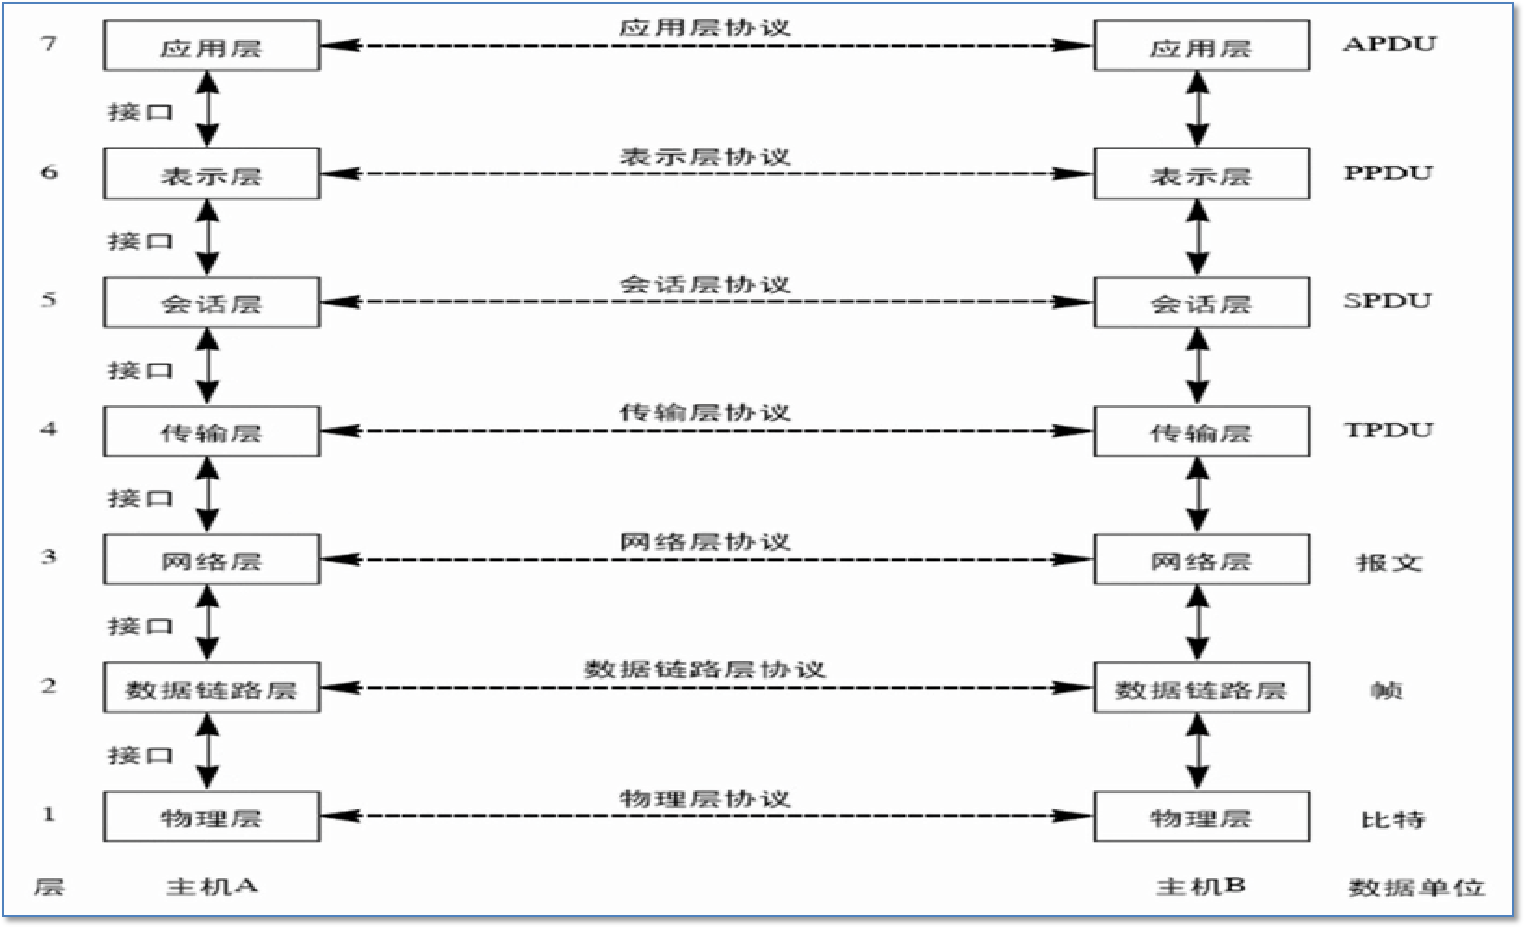 应用层协议
7 应用层 应用层 APDU
接口
表示层协议
6 表示层 表示层 PPDU
接口
会话层协议
5 会话层 会话层 SPDU
接口
传输层协议
4 传输层 传输层 TPDU
接口
网络层协议
3 网络层 网络层 报文
接口
数据链路层协议
2 数据链路层 数据链路层 帧
接口
物理层协议
1 物理层 物理层 比特
层 主机A 主机B 数据单位